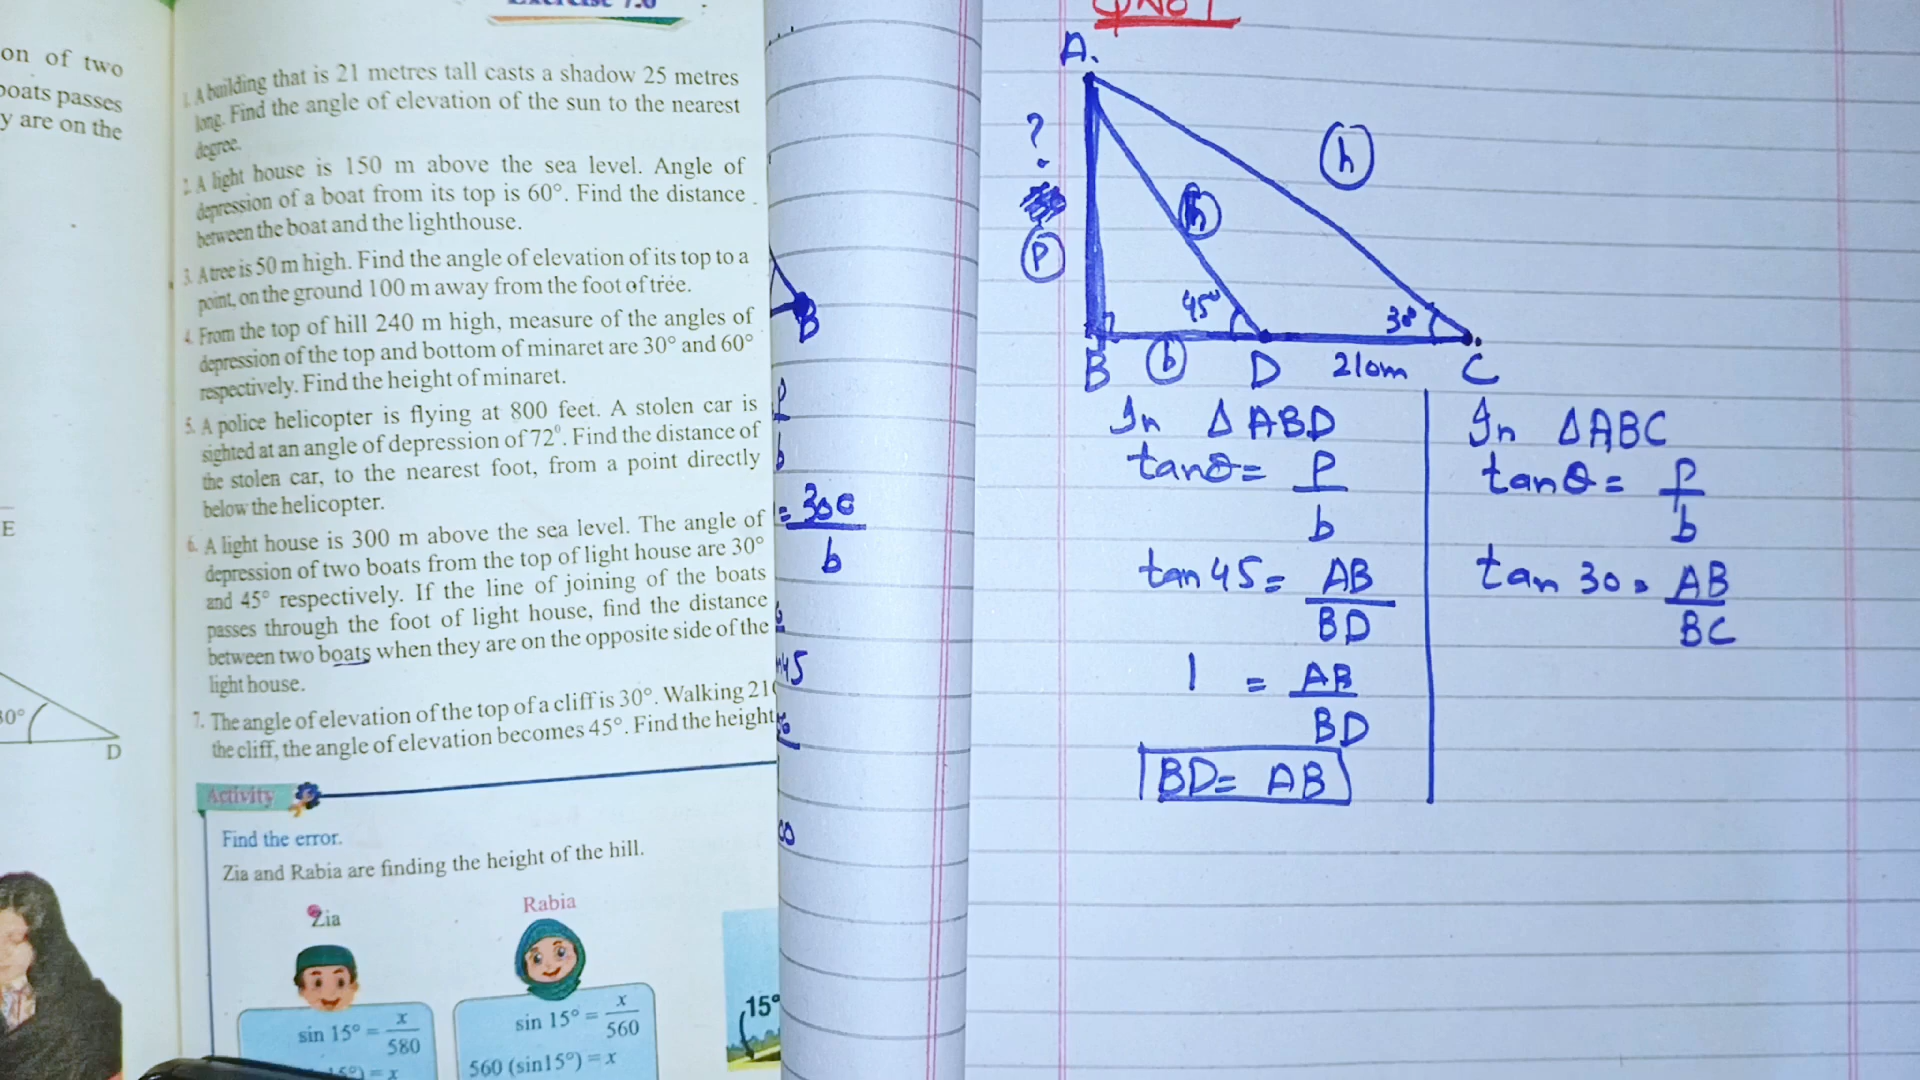 on of two
boats passes
y are on the
E
30°
D
1. A building that is 21 metres tall casts a shadow 25 metres
long. Find the angle of elevation of the sun to the nearest
degree.
2. A light house is 150 m above the sea level. Angle of
depression of a boat from its top is 60°. Find the distance
between the boat and the lighthouse.
3. A tree is 50 m high. Find the angle of elevation of its top to a
point, on the ground 100 m away from the foot of tree.
4. From the top of hill 240 m high, measure of the angles of
depression of the top and bottom of minaret are 30° and 60°
respectively. Find the height of minaret.
5. A police helicopter is flying at 800 feet. A stolen car is
sighted at an angle of depression of 72°. Find the distance of
the stolen car, to the nearest foot, from a point directly
below the helicopter.
6. A light house is 300 m above the sea level. The angle of
depression of two boats from the top of light house are 30°
and 45° respectively. If the line of joining of the boats
passes through the foot of light house, find the distance
between two boats when they are on the opposite side of the
light house.
7. The angle of elevation of the top of a cliff is 30°. Walking 210
the cliff, the angle of elevation becomes 45°. Find the height
Activity
Find the error.
Zia and Rabia are finding the height of the hill.
Zia
Rabia
sin 15° = x/580
sin 15° = x/560
560 (sin15°) = x
15°
B
= 300/b
A.
?
P
h
h
45°
30°
B
b
D
210m
C
In Δ ABD
tanθ = P/b
tan 45 = AB/BD
1 = AB/BD
BD = AB
In ΔABC
tanθ = P/b
tan 30 = AB/BC